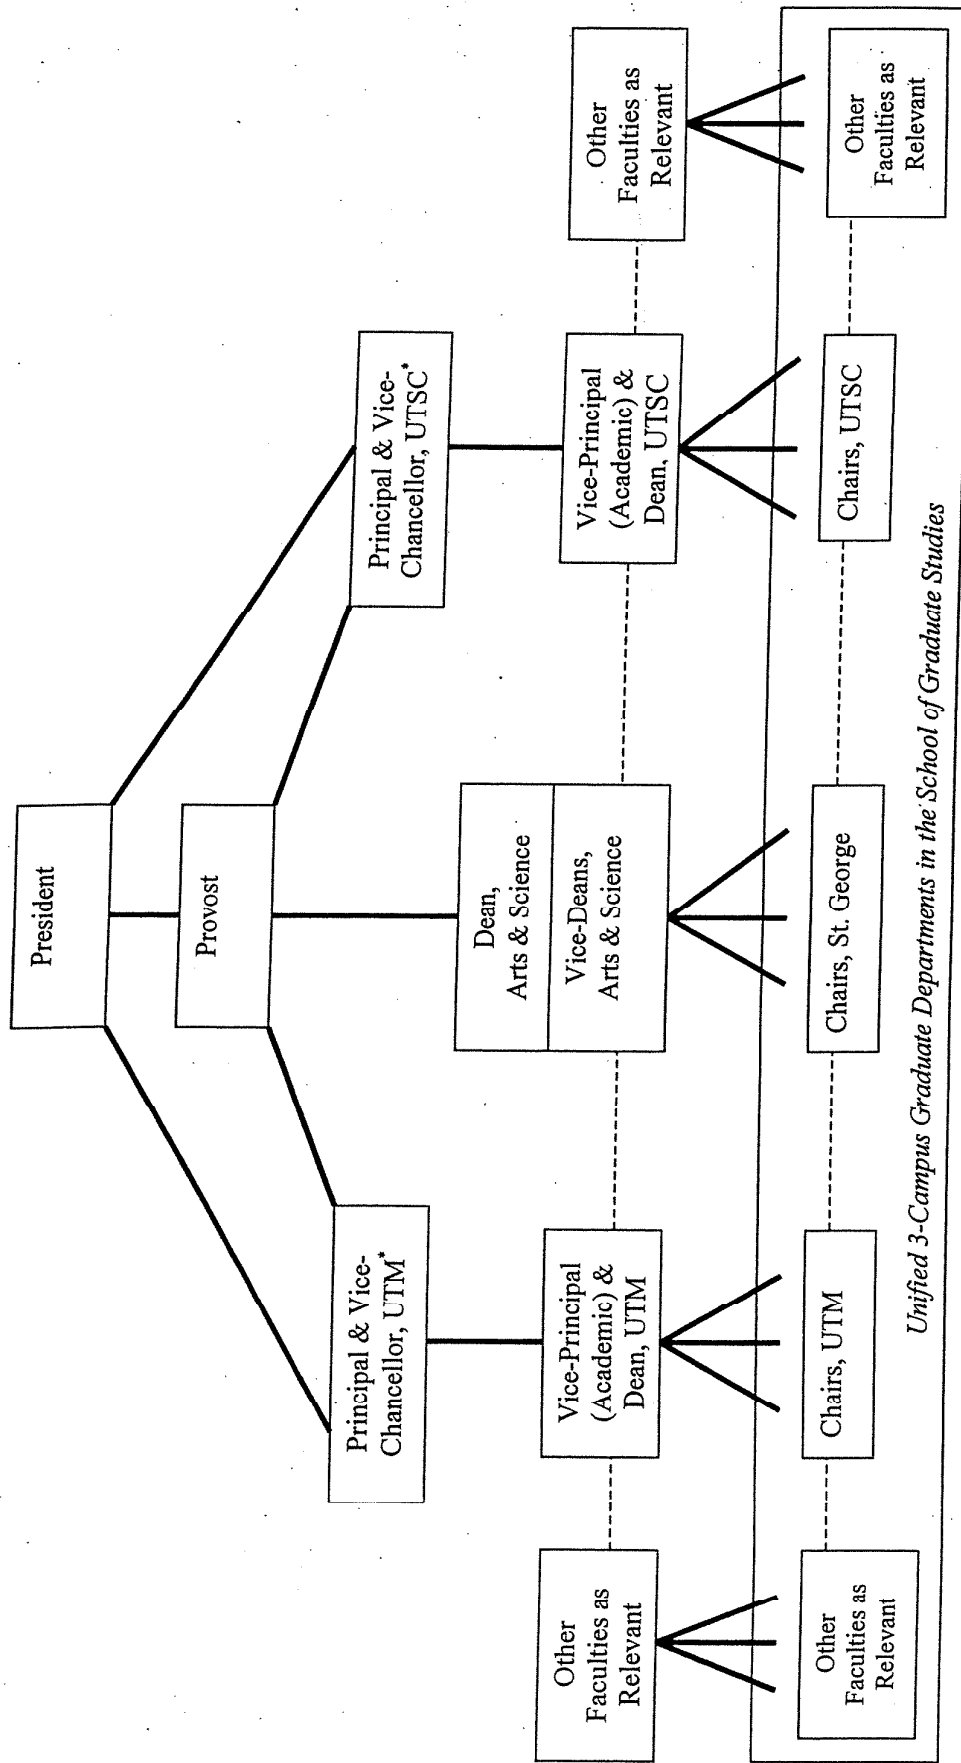 President
Provost
Principal & Vice-
Chancellor, UTM*
Principal & Vice-
Chancellor, UTSC*
Other
Faculties as
Relevant
Vice-Principal
(Academic) &
Dean, UTM
Dean,
Arts & Science
Vice-Deans,
Arts & Science
Vice-Principal
(Academic) &
Dean, UTSC
Other
Faculties as
Relevant
Other
Faculties as
Relevant
Chairs, UTM
Chairs, St. George
Chairs, UTSC
Other
Faculties as
Relevant
Unified 3-Campus Graduate Departments in the School of Graduate Studies